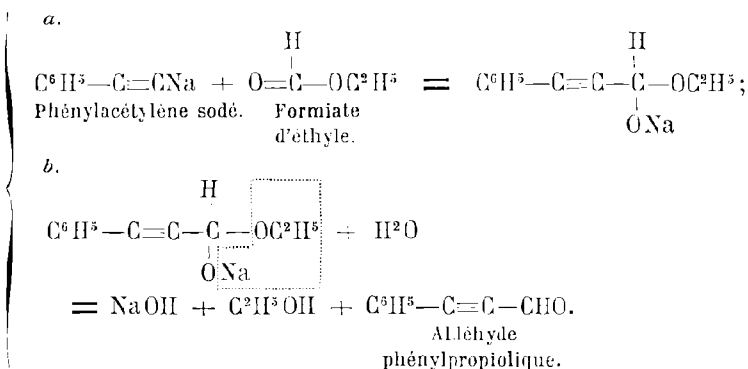 a.
H
C⁶H⁵—C≡CNa + O=C—OC²H⁵ = C⁶H⁵—C≡C—C—OC²H⁵;
H
ONa
Phénylacétylène sodé. Formiate
d'éthyle.
b.
H
C⁶H⁵—C≡C—C—OC²H⁵ + H²O
ONa
= NaOH + C²H⁵OH + C⁶H⁵—C≡C—CHO.
Aldéhyde
phénylpropiolique.